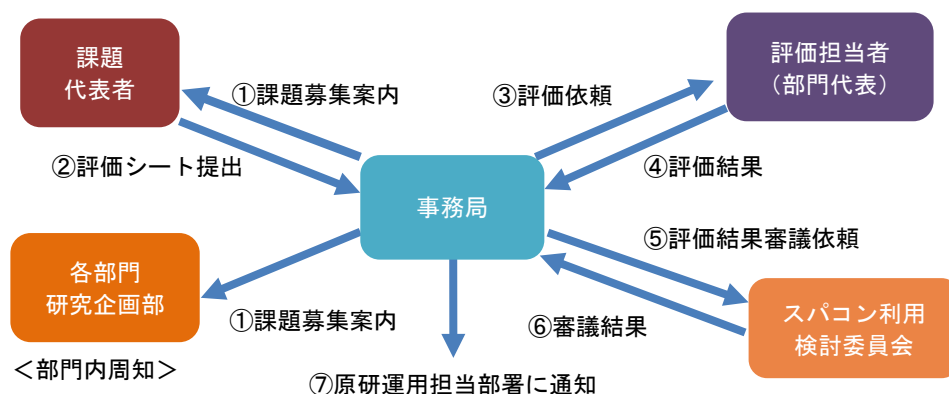 課題
代表者
①課題募集案内
②評価シート提出
③評価依頼
評価担当者
（部門代表）
④評価結果
事務局
⑤評価結果審議依頼
各部門
研究企画部
①課題募集案内
＜部門内周知＞
⑥審議結果
スパコン利用
検討委員会
⑦原研運用担当部署に通知